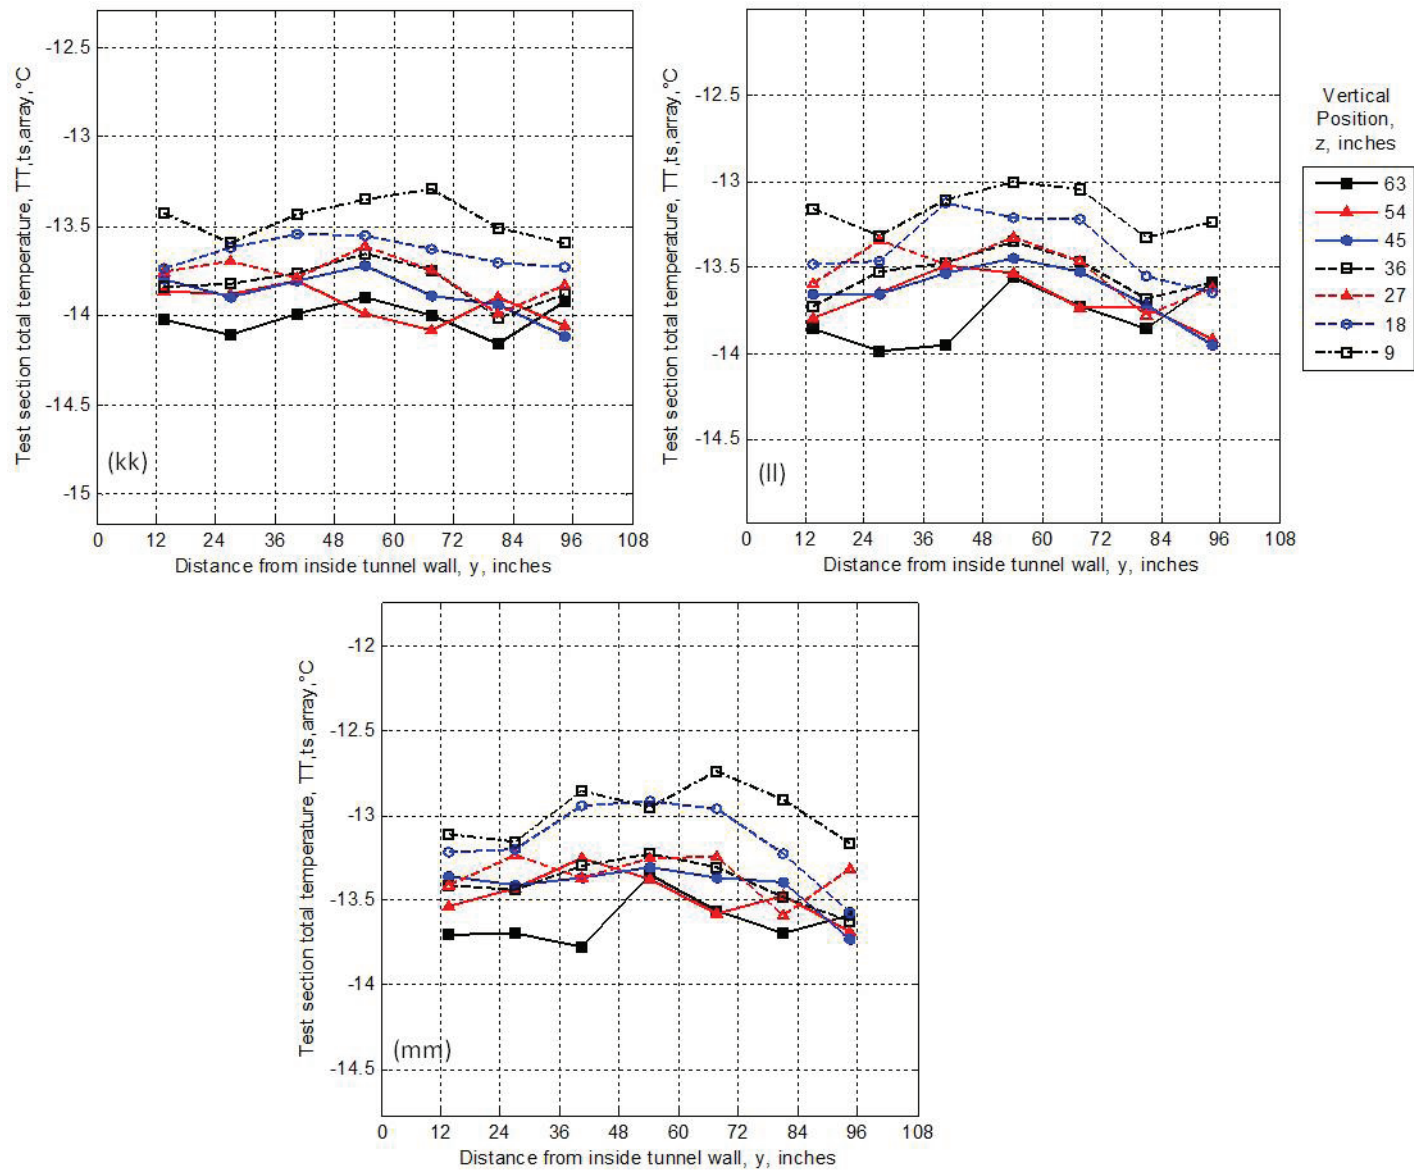 Test section total temperature, TT,ts,array,°C
-12.5
-13
-13.5
-14
-14.5
-15
(kk)
0 12 24 36 48 60 72 84 96 108
Distance from inside tunnel wall, y, inches
Test section total temperature, TT,ts,array,°C
-12.5
-13
-13.5
-14
-14.5
(ll)
0 12 24 36 48 60 72 84 96 108
Distance from inside tunnel wall, y, inches
Vertical
Position,
z, inches
63
54
45
36
27
18
9
Test section total temperature, TT,ts,array,°C
-12
-12.5
-13
-13.5
-14
-14.5
(mm)
0 12 24 36 48 60 72 84 96 108
Distance from inside tunnel wall, y, inches